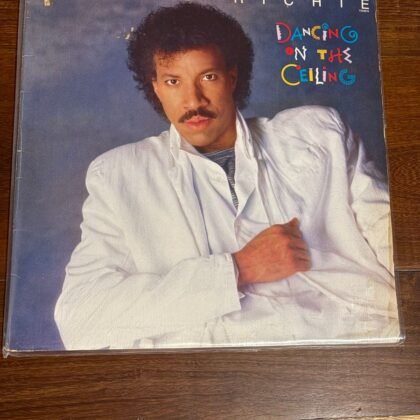 RICHIE
DANCING
ON THE
CEILING